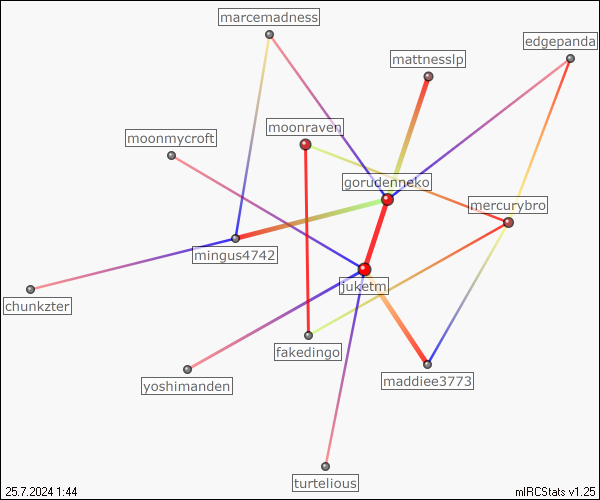 marcemadness
edgepanda
mattnesslp
moonraven
moonmycroft
gorudenneko
mercurybro
mingus4742
juketm
chunkzter
fakedingo
maddiee3773
yoshimanden
turtelious
25.7.2024 1:44
mIRCStats v1.25